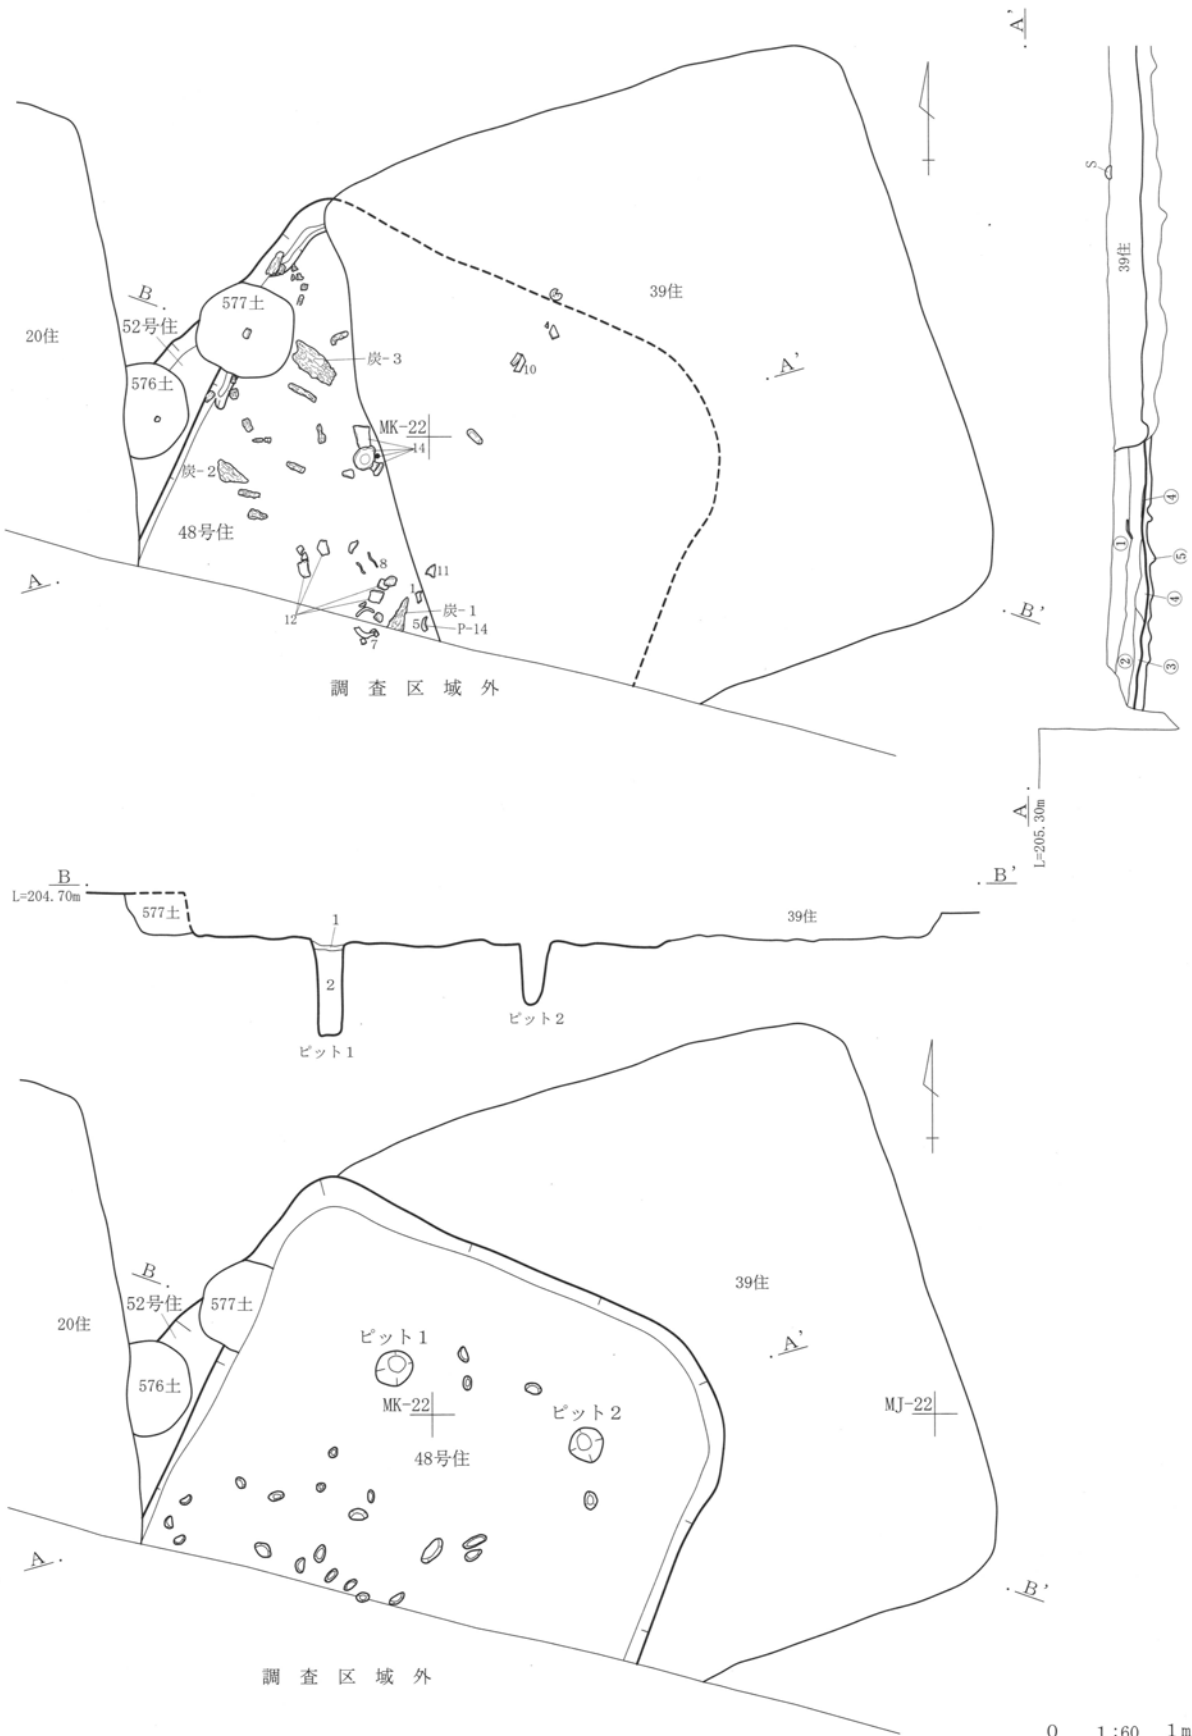 A'
S
39住
B
577土
52号住
20住
576土
炭-3
39住
10
A'
MK-22
14
炭-2
48号住
④
①
⑤
A
8
11
④
1
炭-1
12
5
P-14
7
B'
②
③
調査区域外
A
L=205.30m
B
L=204.70m
577土
1
39住
B'
2
ピット1
ピット2
B
52号住
577土
39住
20住
ピット1
A'
576土
MK-22
ピット2
MJ-22
48号住
A
B'
調査区域外
0 1:60 1m